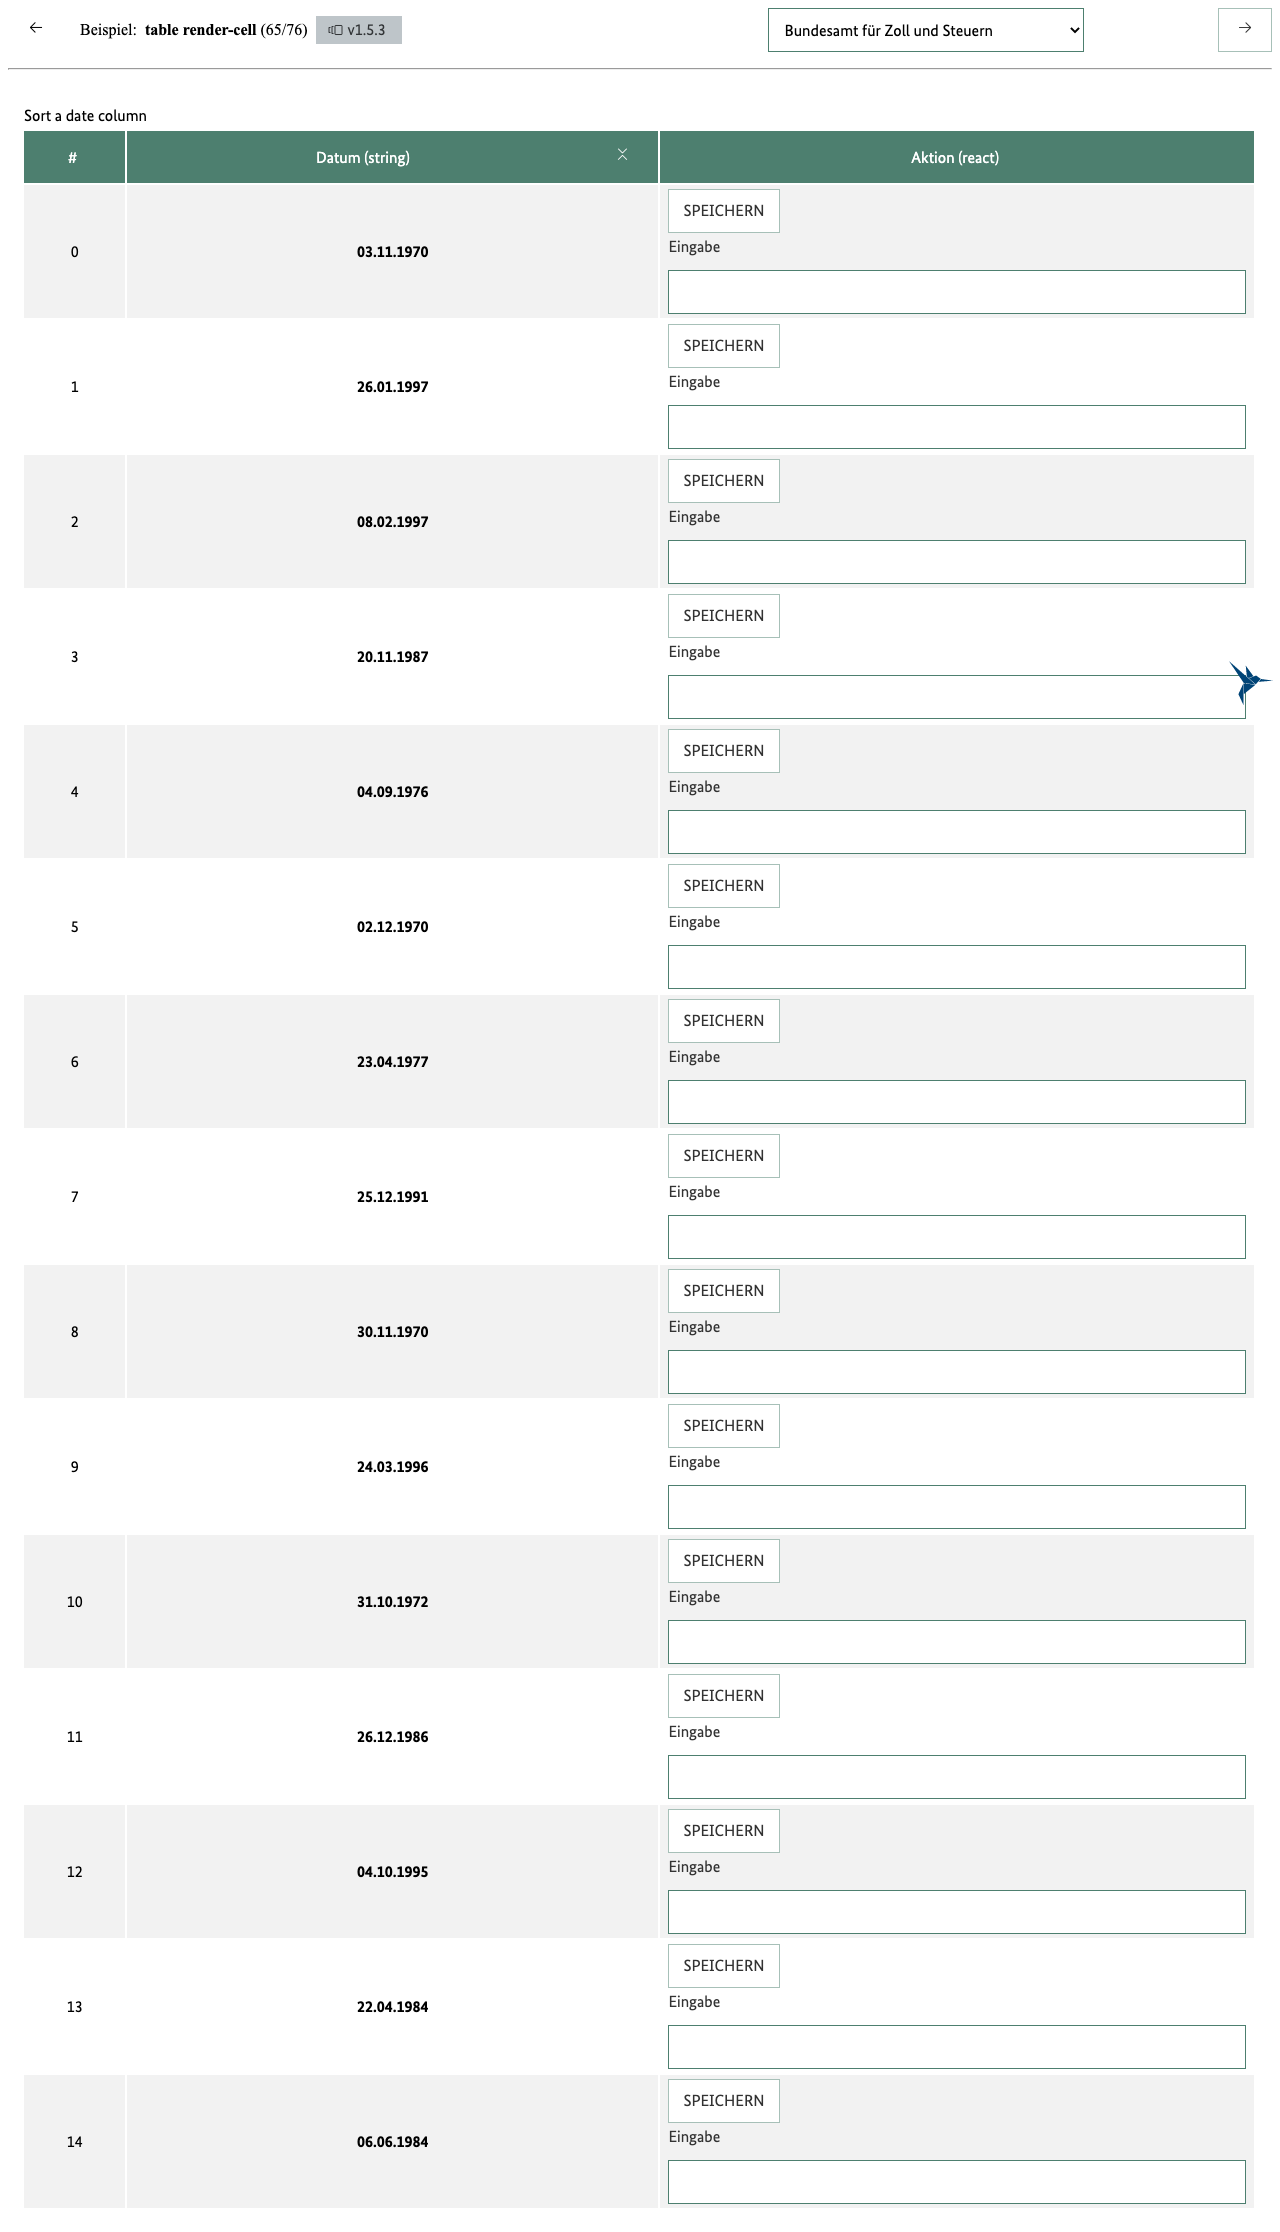 Beispiel: table render-cell (65/76) v1.5.3 Bundesamt für Zoll und Steuern
Sort a date column
# Datum (string) Aktion (react)
SPEICHERN
0 03.11.1970 Eingabe
SPEICHERN
1 26.01.1997 Eingabe
SPEICHERN
2 08.02.1997 Eingabe
SPEICHERN
3 20.11.1987 Eingabe
SPEICHERN
4 04.09.1976 Eingabe
SPEICHERN
5 02.12.1970 Eingabe
SPEICHERN
6 23.04.1977 Eingabe
SPEICHERN
7 25.12.1991 Eingabe
SPEICHERN
8 30.11.1970 Eingabe
SPEICHERN
9 24.03.1996 Eingabe
SPEICHERN
10 31.10.1972 Eingabe
SPEICHERN
11 26.12.1986 Eingabe
SPEICHERN
12 04.10.1995 Eingabe
SPEICHERN
13 22.04.1984 Eingabe
SPEICHERN
14 06.06.1984 Eingabe